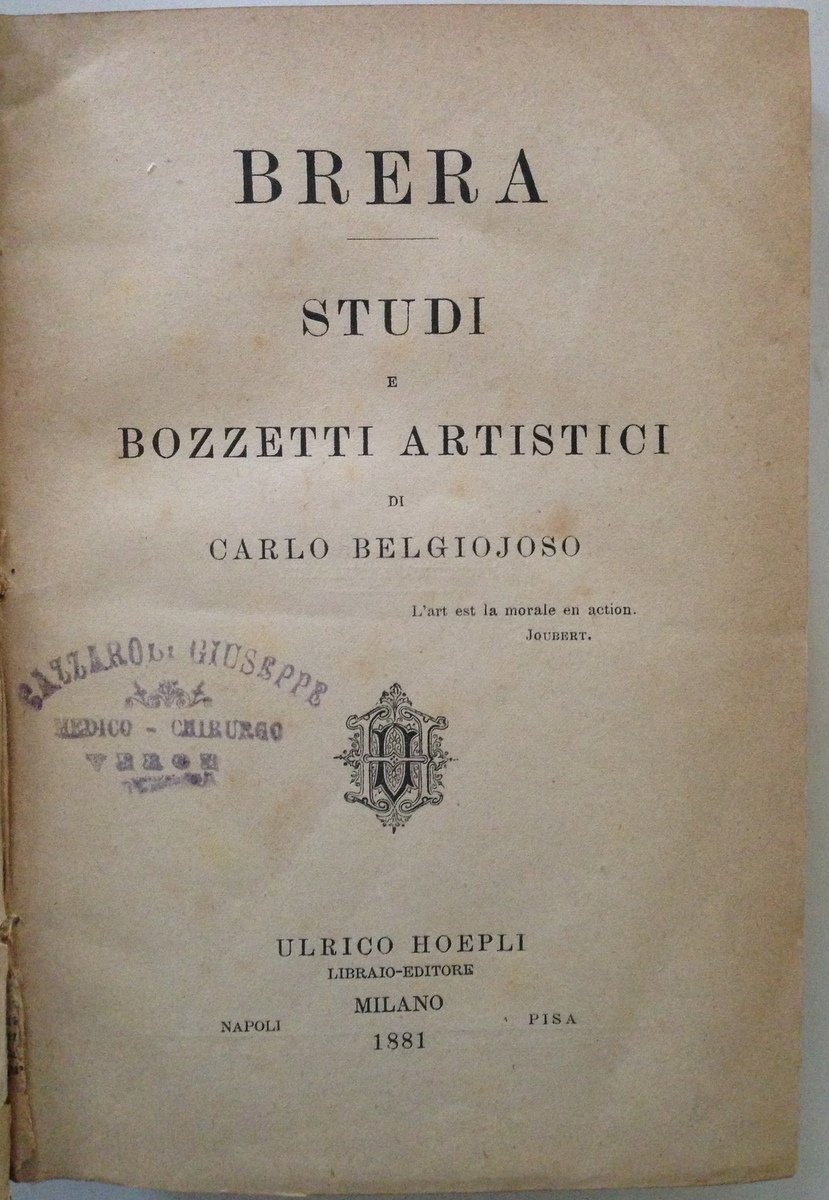 BRERA
STUDI
E
BOZZETTI ARTISTICI
DI
CARLO BELGIOJOSO
L'art est la morale en action.
JOUBERT.
GIUSEPPE
MEDICO - CHIRURGO
ULRICO HOEPLI
LIBRAIO-EDITORE
MILANO
NAPOLI PISA
1881